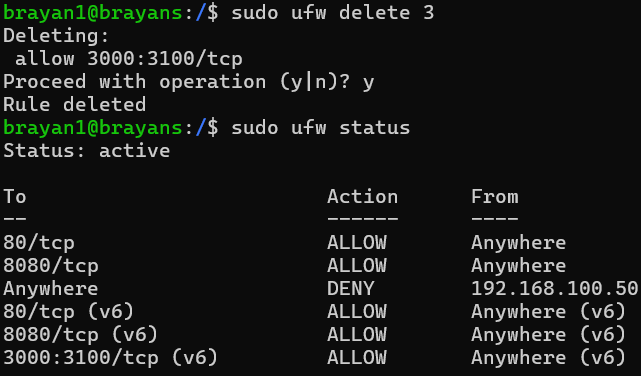 brayan1@brayans:/$ sudo ufw delete 3
Deleting:
 allow 3000:3100/tcp
Proceed with operation (y|n)? y
Rule deleted
brayan1@brayans:/$ sudo ufw status
Status: active

To                         Action      From
--                         ------      ----
80/tcp                     ALLOW       Anywhere
8080/tcp                   ALLOW       Anywhere
Anywhere                   DENY        192.168.100.50
80/tcp (v6)                ALLOW       Anywhere (v6)
8080/tcp (v6)              ALLOW       Anywhere (v6)
3000:3100/tcp (v6)         ALLOW       Anywhere (v6)